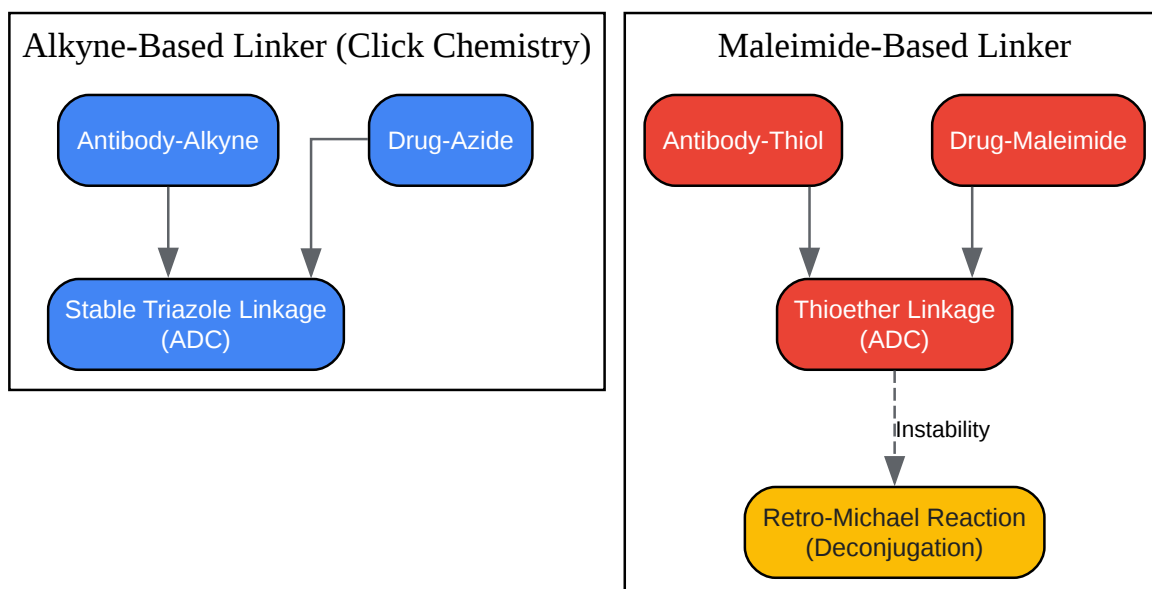 Alkyne-Based Linker (Click Chemistry)
Antibody-Alkyne
Drug-Azide
Stable Triazole Linkage
(ADC)
Maleimide-Based Linker
Antibody-Thiol
Drug-Maleimide
Thioether Linkage
(ADC)
Instability
Retro-Michael Reaction
(Deconjugation)